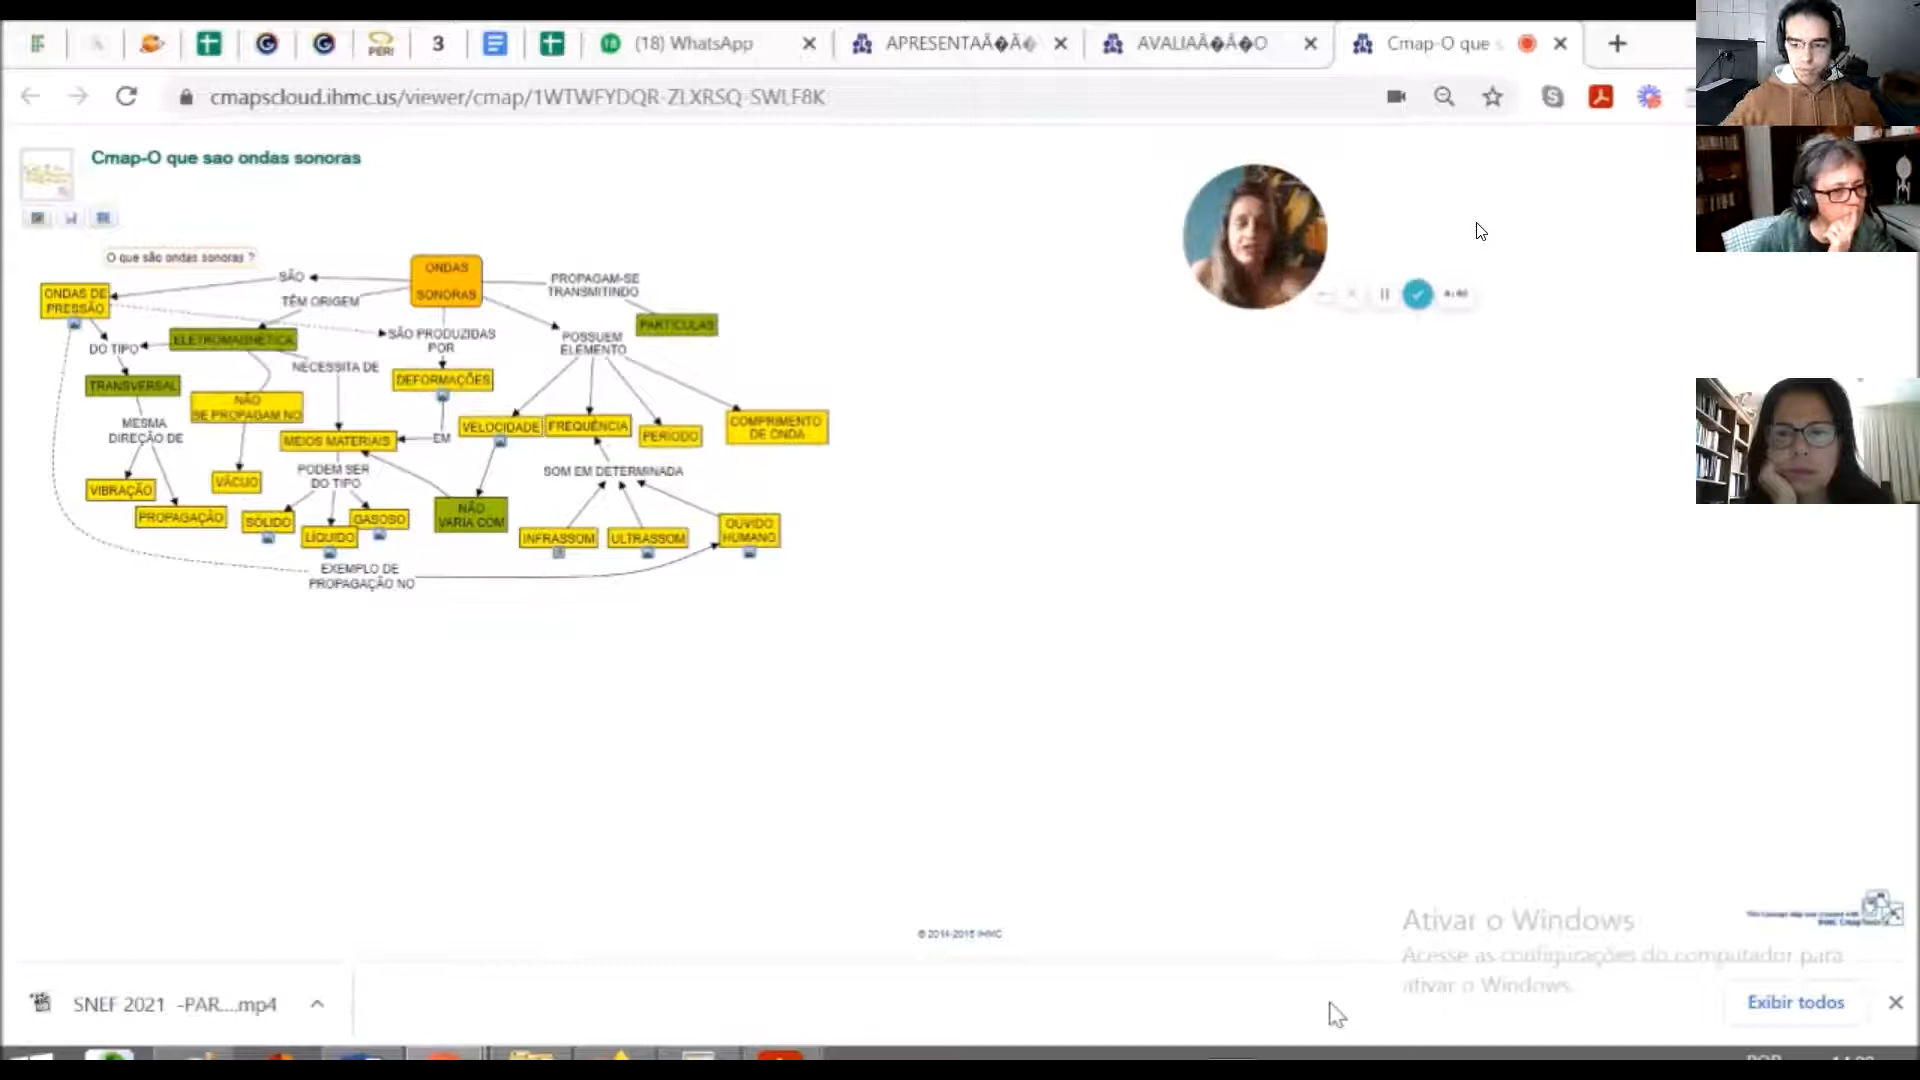 PERI
3
(18) WhatsApp
APRESENTAÃ�Ã�
AVALIAÃ�Ã�O
Cmap-O que s
cmapscloud.ihmc.us/viewer/cmap/1WTWFYDQR-ZLXRSQ-SWLF8K
Cmap-O que sao ondas sonoras
O que são ondas sonoras ?
ONDAS
SONORAS
SÃO
ONDAS DE
PRESSÃO
TÊM ORIGEM
ELETROMAGNÉTICA
DO TIPO
TRANSVERSAL
MESMA
DIREÇÃO DE
VIBRAÇÃO
PROPAGAÇÃO
NÃO
SE PROPAGAM NO
VÁCUO
NECESSITA DE
MEIOS MATERIAIS
PODEM SER
DO TIPO
SÓLIDO
LÍQUIDO
GASOSO
SÃO PRODUZIDAS
POR
DEFORMAÇÕES
EM
PROPAGAM-SE
TRANSMITINDO
PARTÍCULAS
POSSUEM
ELEMENTO
VELOCIDADE
FREQUÊNCIA
PERÍODO
COMPRIMENTO
DE ONDA
NÃO
VARIA COM
SOM EM DETERMINADA
INFRASSOM
ULTRASSOM
OUVIDO
HUMANO
EXEMPLO DE
PROPAGAÇÃO NO
© 2014-2015 IHMC
Ativar o Windows
Acesse as configurações do computador para
ativar o Windows.
SNEF 2021 -PAR....mp4
Exibir todos